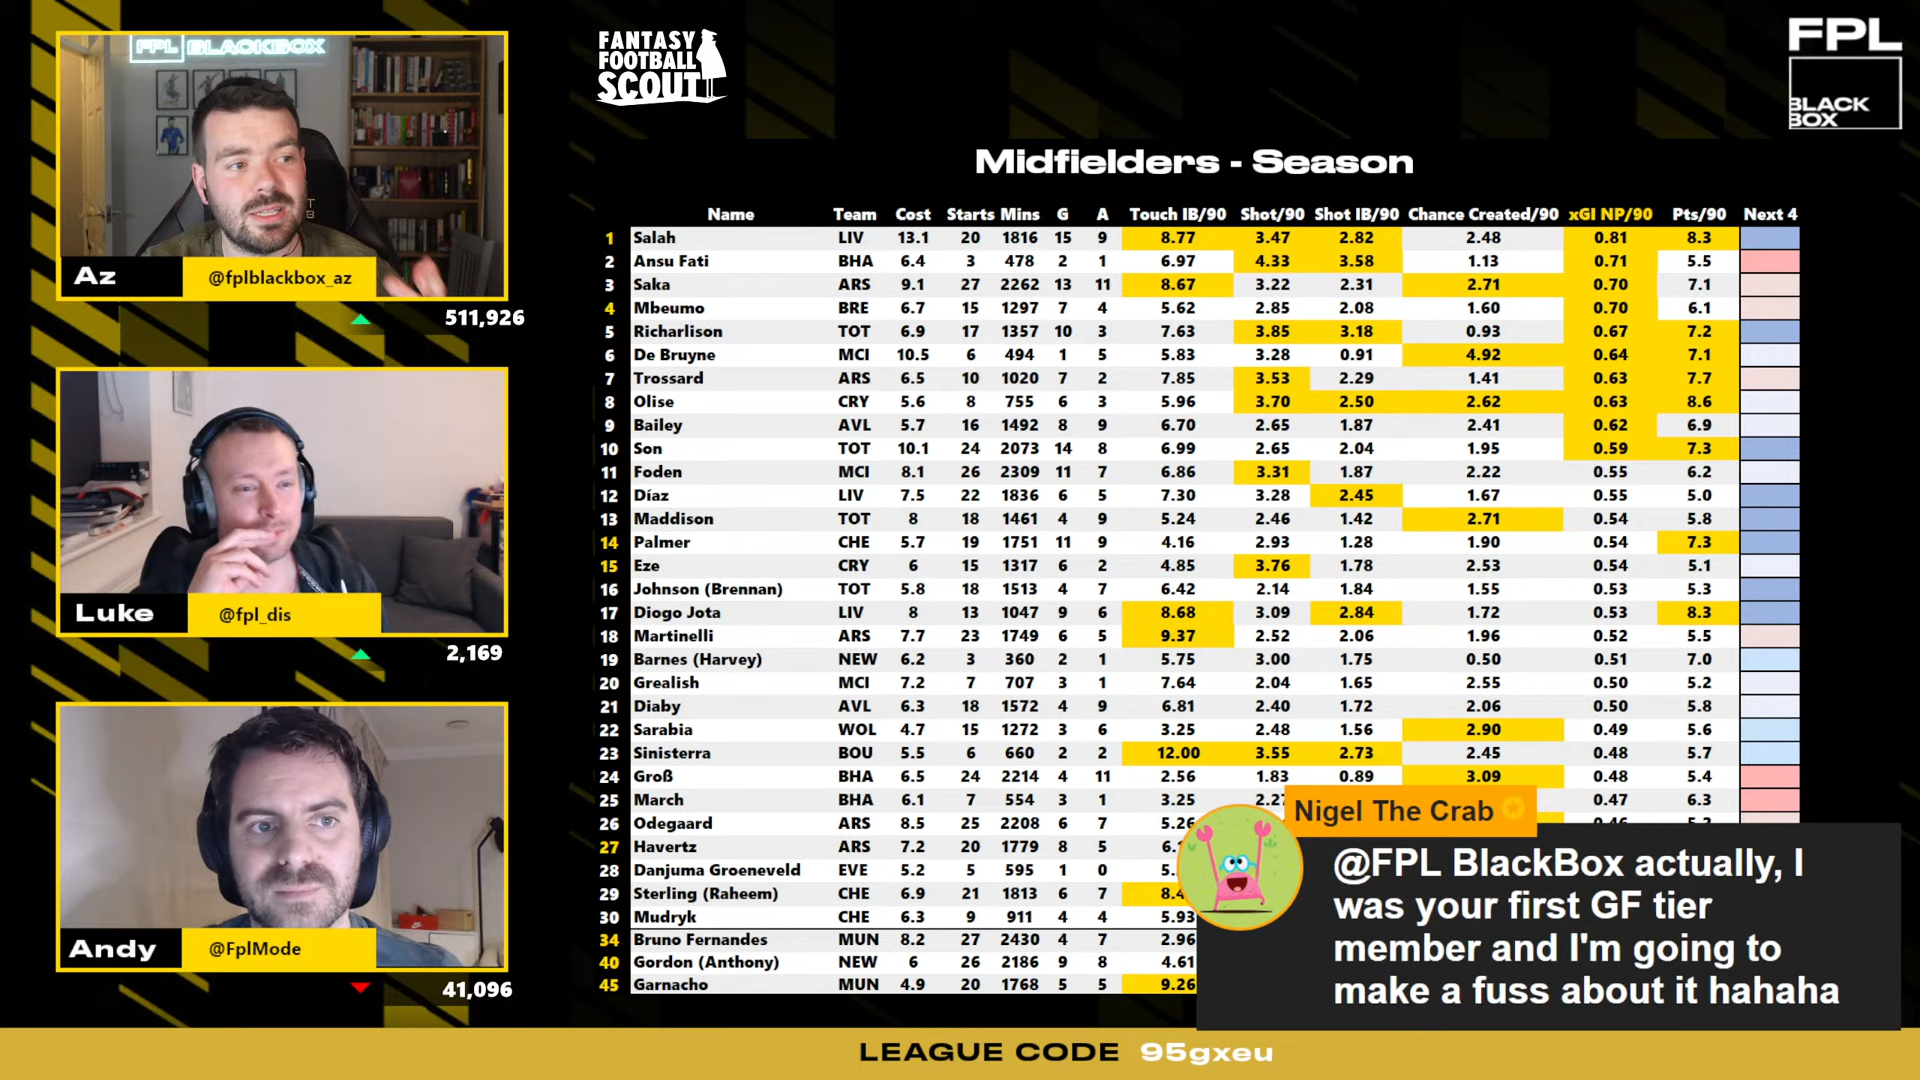 FPL BLACKBOX
Az
@fplblackbox_az
511,926
Luke
@fpl_dis
2,169
Andy
@FplMode
41,096
FANTASY
FOOTBALL
SCOUT
FPL
BLACK
BOX
Midfielders - Season
Name Team Cost Starts Mins G A Touch IB/90 Shot/90 Shot IB/90 Chance Created/90 xGI NP/90 Pts/90 Next 4
1 Salah LIV 13.1 20 1816 15 9 8.77 3.47 2.82 2.48 0.81 8.3
2 Ansu Fati BHA 6.4 3 478 2 1 6.97 4.33 3.58 1.13 0.71 5.5
3 Saka ARS 9.1 27 2262 13 11 8.67 3.22 2.31 2.71 0.70 7.1
4 Mbeumo BRE 6.7 15 1297 7 4 5.62 2.85 2.08 1.60 0.70 6.1
5 Richarlison TOT 6.9 17 1357 10 3 7.63 3.85 3.18 0.93 0.67 7.2
6 De Bruyne MCI 10.5 6 494 1 5 5.83 3.28 0.91 4.92 0.64 7.1
7 Trossard ARS 6.5 10 1020 7 2 7.85 3.53 2.29 1.41 0.63 7.7
8 Olise CRY 5.6 8 755 6 3 5.96 3.70 2.50 2.62 0.63 8.6
9 Bailey AVL 5.7 16 1492 8 9 6.70 2.65 1.87 2.41 0.62 6.9
10 Son TOT 10.1 24 2073 14 8 6.99 2.65 2.04 1.95 0.59 7.3
11 Foden MCI 8.1 26 2309 11 7 6.86 3.31 1.87 2.22 0.55 6.2
12 Díaz LIV 7.5 22 1836 6 5 7.30 3.28 2.45 1.67 0.55 5.0
13 Maddison TOT 8 18 1461 4 9 5.24 2.46 1.42 2.71 0.54 5.8
14 Palmer CHE 5.7 19 1751 11 9 4.16 2.93 1.28 1.90 0.54 7.3
15 Eze CRY 6 15 1317 6 2 4.85 3.76 1.78 2.53 0.54 5.1
16 Johnson (Brennan) TOT 5.8 18 1513 4 7 6.42 2.14 1.84 1.55 0.53 5.3
17 Diogo Jota LIV 8 13 1047 9 6 8.68 3.09 2.84 1.72 0.53 8.3
18 Martinelli ARS 7.7 23 1749 6 5 9.37 2.52 2.06 1.96 0.52 5.5
19 Barnes (Harvey) NEW 6.2 3 360 2 1 5.75 3.00 1.75 0.50 0.51 7.0
20 Grealish MCI 7.2 7 707 3 1 7.64 2.04 1.65 2.55 0.50 5.2
21 Diaby AVL 6.3 18 1572 4 9 6.81 2.40 1.72 2.06 0.50 5.8
22 Sarabia WOL 4.7 15 1272 3 6 3.25 2.48 1.56 2.90 0.49 5.6
23 Sinisterra BOU 5.5 6 660 2 2 12.00 3.55 2.73 2.45 0.48 5.7
24 Groß BHA 6.5 24 2214 4 11 2.56 1.83 0.89 3.09 0.48 5.4
25 March BHA 6.1 7 554 3 1 3.25 0.47 6.3
26 Odegaard ARS 8.5 25 2208 6 7 5.26
27 Havertz ARS 7.2 20 1779 8 5
28 Danjuma Groeneveld EVE 5.2 5 595 1 0
29 Sterling (Raheem) CHE 6.9 21 1813 6 7
30 Mudryk CHE 6.3 9 911 4 4 5.93
34 Bruno Fernandes MUN 8.2 27 2430 4 7 2.96
40 Gordon (Anthony) NEW 6 26 2186 9 8 4.61
45 Garnacho MUN 4.9 20 1768 5 5 9.26
Nigel The Crab
@FPL BlackBox actually, I
was your first GF tier
member and I'm going to
make a fuss about it hahaha
LEAGUE CODE 95gxeu